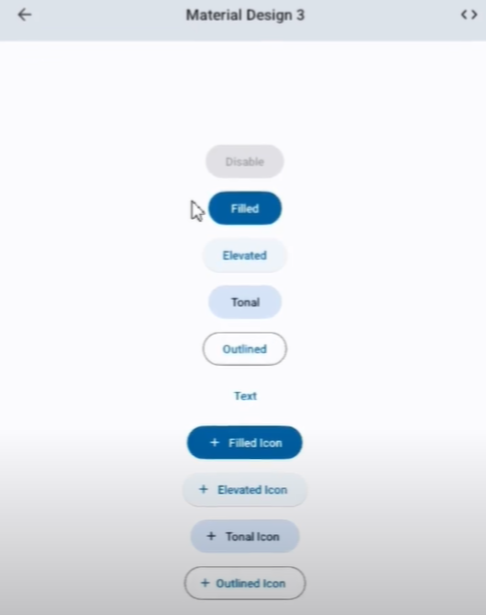 Material Design 3
Disable
Filled
Elevated
Tonal
Outlined
Text
+ Filled Icon
+ Elevated Icon
+ Tonal Icon
+ Outlined Icon